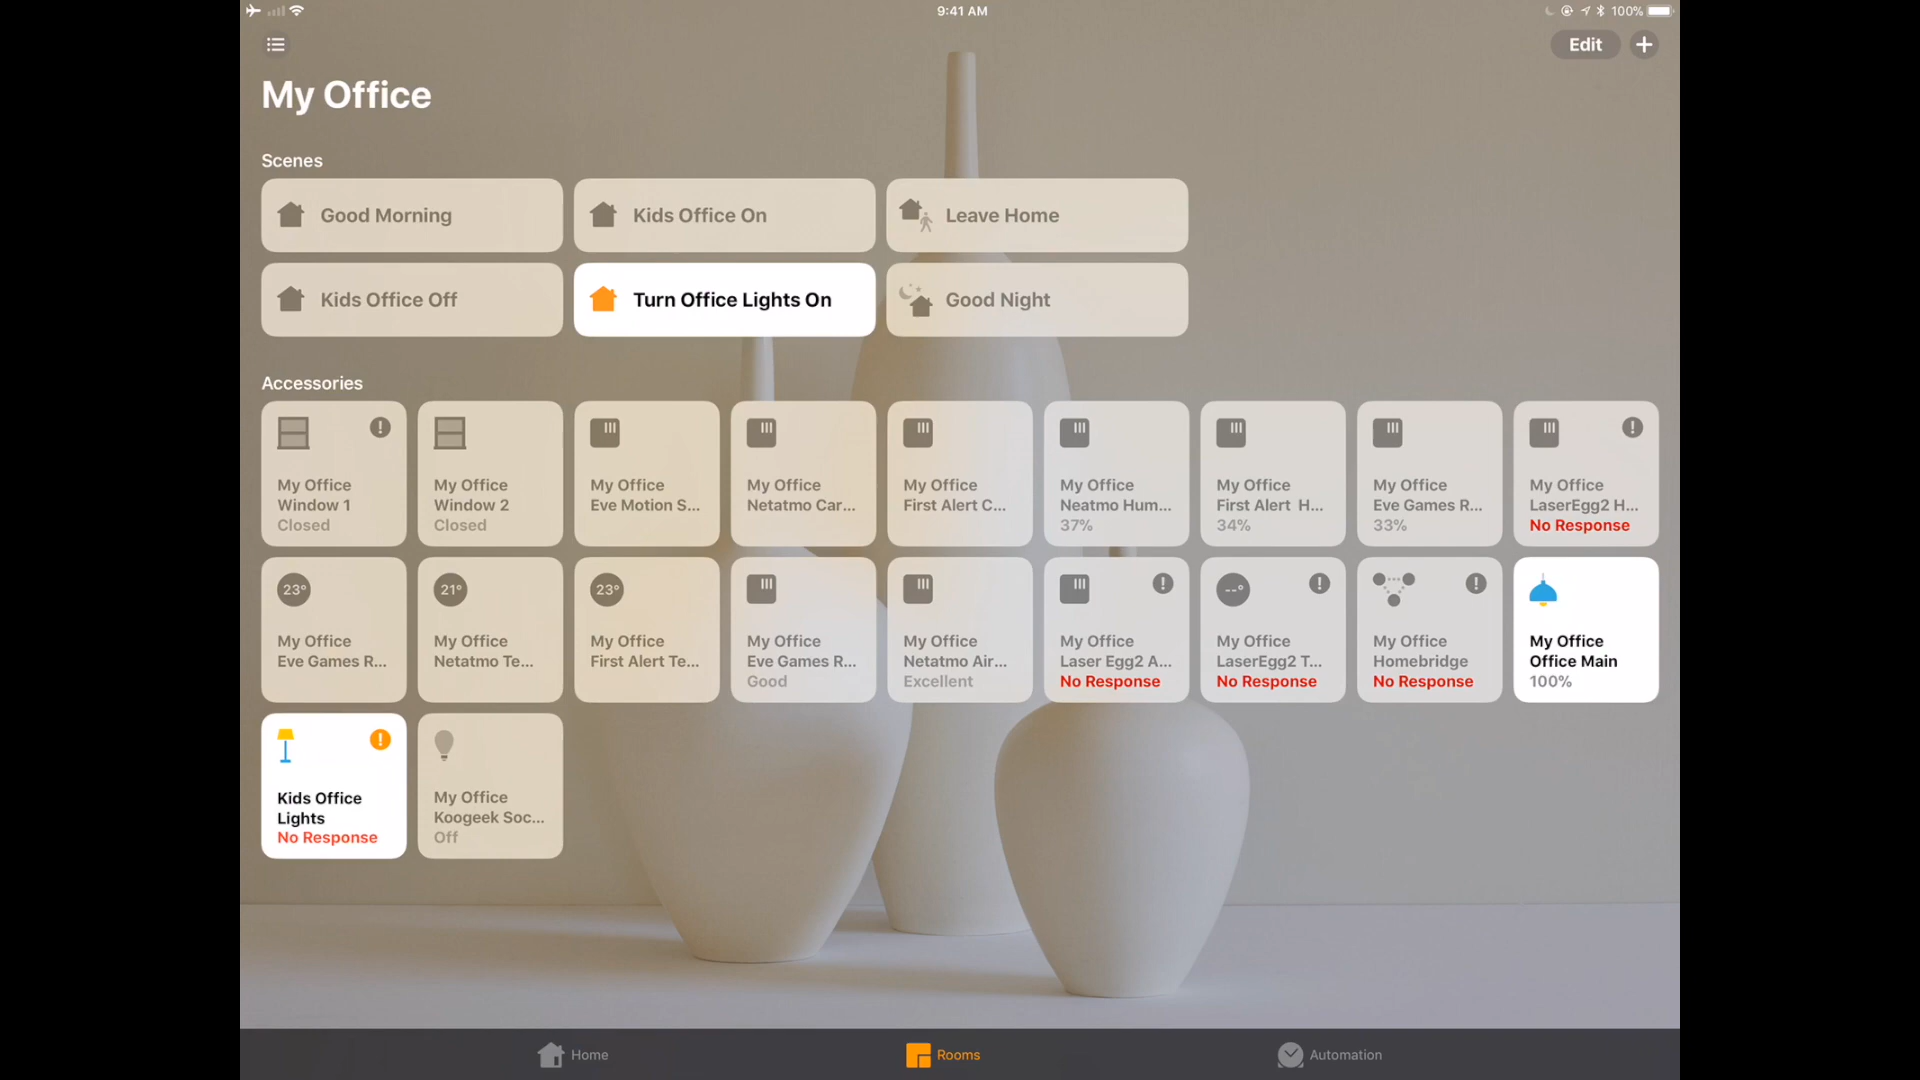 9:41 AM
100%
Edit
My Office
Scenes
Good Morning
Kids Office On
Leave Home
Kids Office Off
Turn Office Lights On
Good Night
Accessories
My Office
Window 1
Closed
My Office
Window 2
Closed
My Office
Eve Motion S...
My Office
Netatmo Car...
My Office
First Alert C...
My Office
Neatmo Hum...
37%
My Office
First Alert H...
34%
My Office
Eve Games R...
33%
My Office
LaserEgg2 H...
No Response
23°
My Office
Eve Games R...
21°
My Office
Netatmo Te...
23°
My Office
First Alert Te...
My Office
Eve Games R...
Good
My Office
Netatmo Air...
Excellent
My Office
Laser Egg2 A...
No Response
--°
My Office
LaserEgg2 T...
No Response
My Office
Homebridge
No Response
My Office
Office Main
100%
Kids Office
Lights
No Response
My Office
Koogeek Soc...
Off
Home
Rooms
Automation